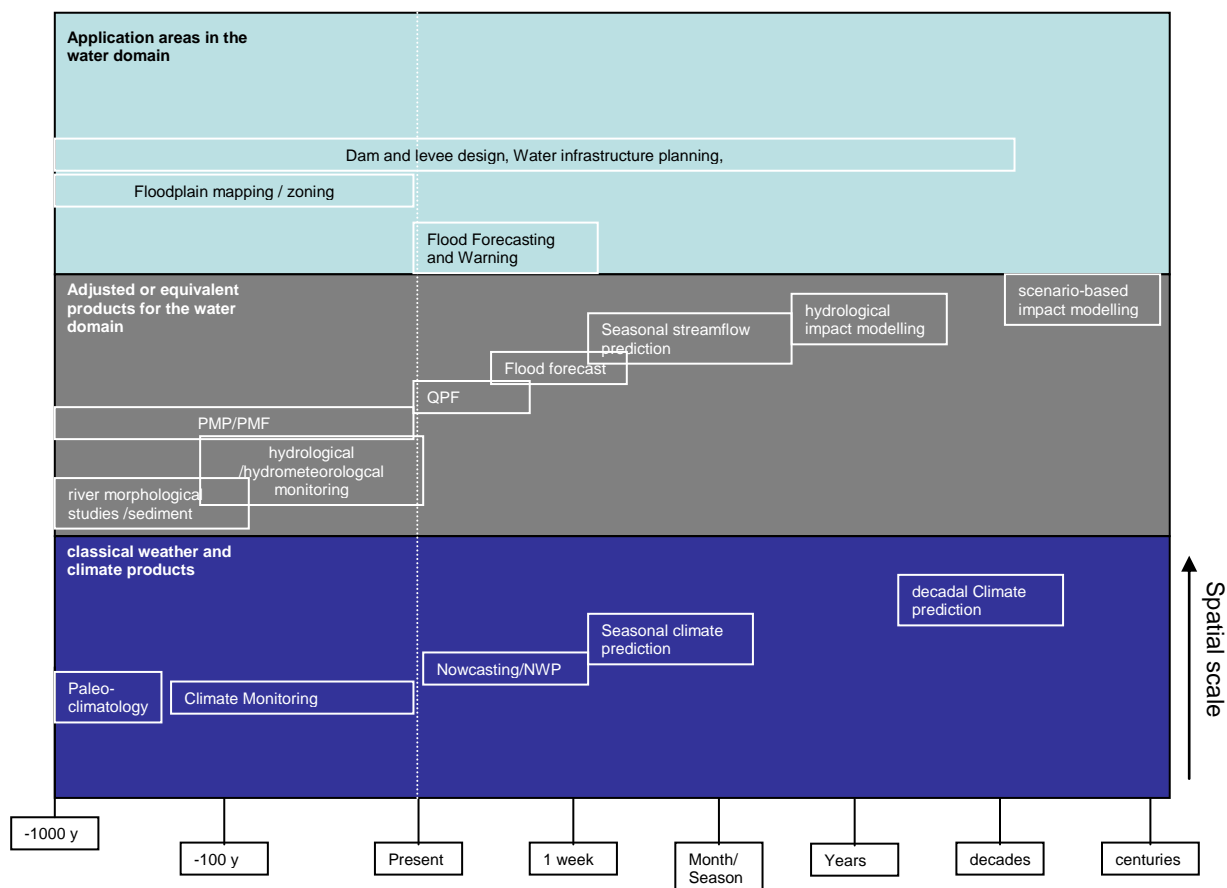 Application areas in the
water domain
Dam and levee design, Water infrastructure planning,
Floodplain mapping / zoning
Flood Forecasting
and Warning
Adjusted or equivalent
products for the water
domain
scenario-based
impact modelling
hydrological
impact modelling
Seasonal streamflow
prediction
Flood forecast
QPF
PMP/PMF
hydrological
/hydrometeorologcal
monitoring
river morphological
studies /sediment
classical weather and
climate products
decadal Climate
prediction
Seasonal climate
prediction
Nowcasting/NWP
Paleo-
climatology
Climate Monitoring
Spatial scale
-1000 y
-100 y
Present
1 week
Month/
Season
Years
decades
centuries